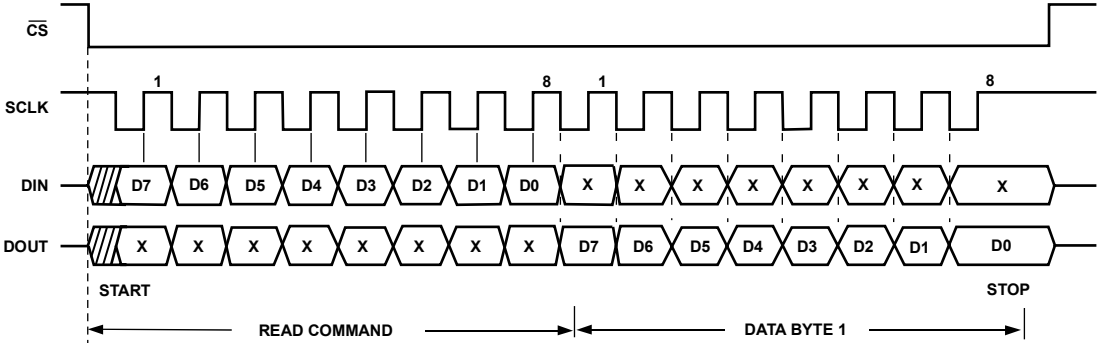 CS
1 8 1 8
SCLK
DIN D7 D6 D5 D4 D3 D2 D1 D0 X X X X X X X X
DOUT X X X X X X X X D7 D6 D5 D4 D3 D2 D1 D0
START STOP
READ COMMAND DATA BYTE 1